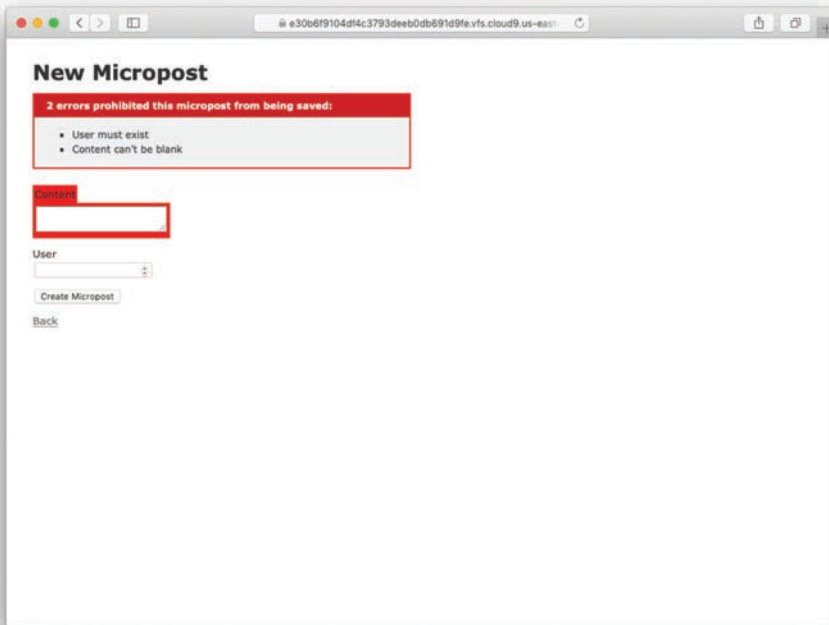 e30b6f9104df4c3793deeb0db691d9fe.vfs.cloud9.us-east
New Micropost
2 errors prohibited this micropost from being saved:
User must exist
Content can't be blank
Content
User
Create Micropost
Back